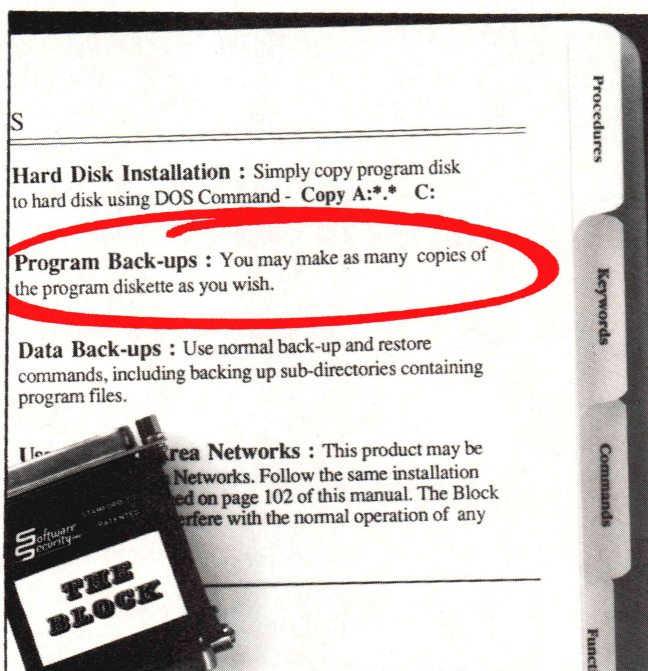 S
Hard Disk Installation : Simply copy program disk
to hard disk using DOS Command - Copy A:*.* C:
Program Back-ups : You may make as many copies of
the program diskette as you wish.
Data Back-ups : Use normal back-up and restore
commands, including backing up sub-directories containing
program files.
Area Networks : This product may be
Networks. Follow the same installation
on page 102 of this manual. The Block
with the normal operation of any
Software
Security INC
STAMFORD CT
PATENTED
THE
BLOCK
Procedures
Keywords
Commands